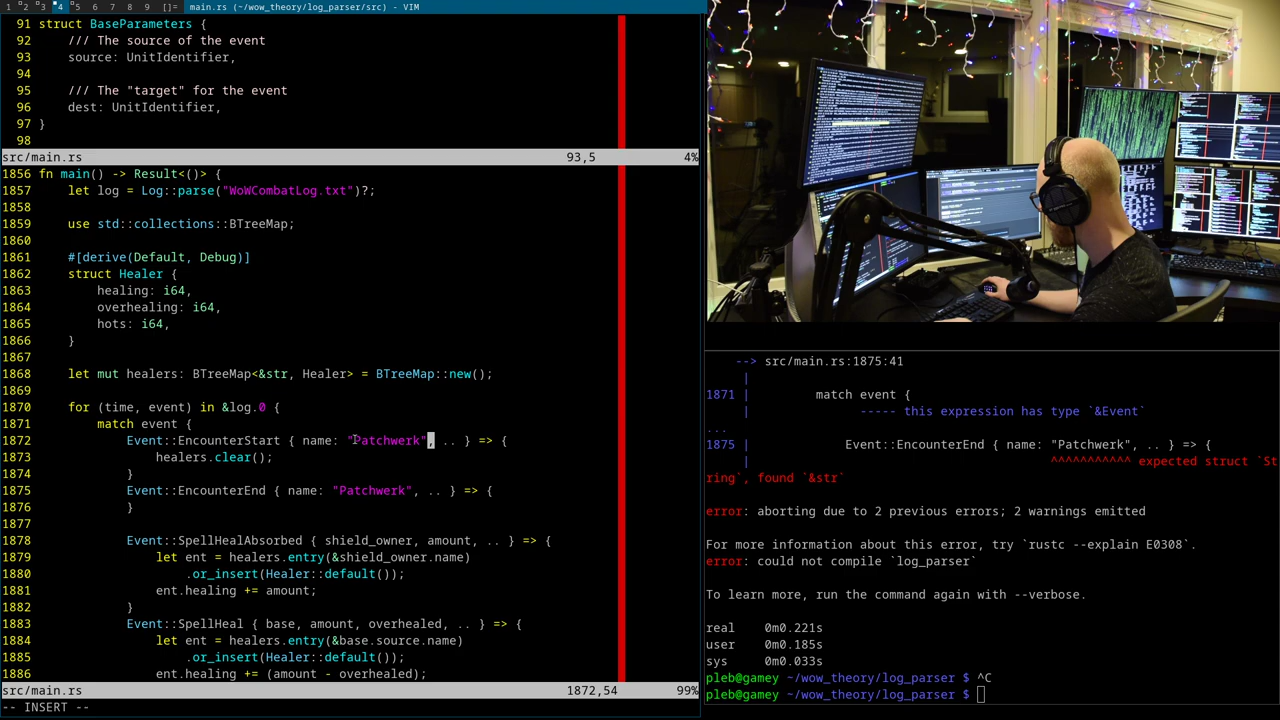 1 2 3 4 5 6 7 8 9 []= main.rs (~/wow_theory/log_parser/src) - VIM
91 struct BaseParameters {
92     /// The source of the event
93     source: UnitIdentifier,
94
95     /// The "target" for the event
96     dest: UnitIdentifier,
97 }
98
src/main.rs 93,5 4%
1856 fn main() -> Result<()> {
1857     let log = Log::parse("WoWCombatLog.txt")?;
1858
1859     use std::collections::BTreeMap;
1860
1861     #[derive(Default, Debug)]
1862     struct Healer {
1863         healing: i64,
1864         overhealing: i64,
1865         hots: i64,
1866     }
1867
1868     let mut healers: BTreeMap<&str, Healer> = BTreeMap::new();
1869
1870     for (time, event) in &log.0 {
1871         match event {
1872             Event::EncounterStart { name: "Patchwerk", .. } => {
1873                 healers.clear();
1874             }
1875             Event::EncounterEnd { name: "Patchwerk", .. } => {
1876             }
1877
1878             Event::SpellHealAbsorbed { shield_owner, amount, .. } => {
1879                 let ent = healers.entry(&shield_owner.name)
1880                     .or_insert(Healer::default());
1881                 ent.healing += amount;
1882             }
1883             Event::SpellHeal { base, amount, overhealed, .. } => {
1884                 let ent = healers.entry(&base.source.name)
1885                     .or_insert(Healer::default());
1886                 ent.healing += (amount - overhealed);
src/main.rs 1872,54 99%
-- INSERT --
--> src/main.rs:1875:41
|
1871 |         match event {
|               ----- this expression has type `&Event`
...
1875 |             Event::EncounterEnd { name: "Patchwerk", .. } => {
|                                         ^^^^^^^^^^^ expected struct `St
ring`, found `&str`
error: aborting due to 2 previous errors; 2 warnings emitted
For more information about this error, try `rustc --explain E0308`.
error: could not compile `log_parser`
To learn more, run the command again with --verbose.
real    0m0.221s
user    0m0.185s
sys     0m0.033s
pleb@gamey ~/wow_theory/log_parser $ ^C
pleb@gamey ~/wow_theory/log_parser $